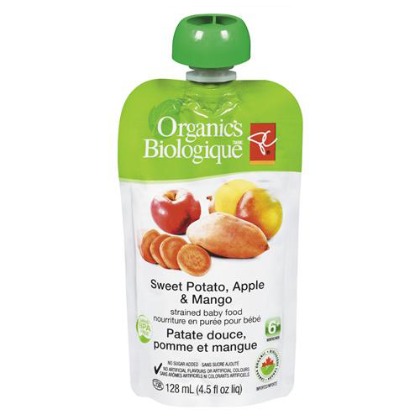 Organics
Biologique
PC
Sweet Potato, Apple
& Mango
strained baby food
nourriture en purée pour bébé
Patate douce,
pomme et mangue
6+
BPA
NO SUGAR ADDED SANS SUCRE AJOUTÉ
NO ARTIFICIAL FLAVOURS OR ARTIFICIAL COLOURS
SANS ARÔMES ARTIFICIELS NI COLORANTS ARTIFICIELS
128 mL (4.5 fl oz liq)